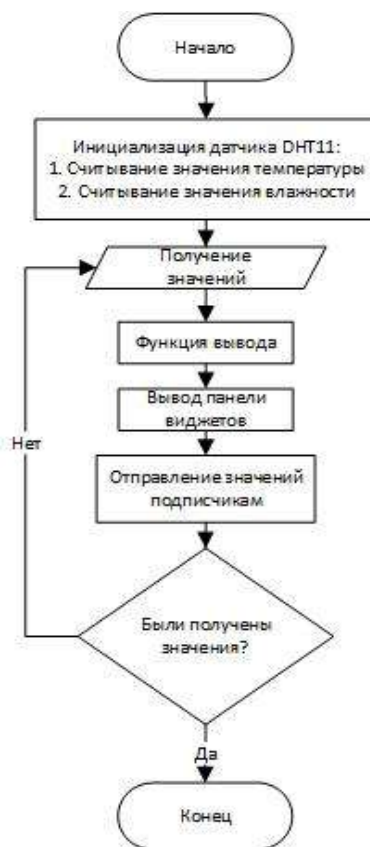 Начало
Инициализация датчика DHT11:
1. Считывание значения температуры
2. Считывание значения влажности
Получение
значений
Функция вывода
Вывод панели
виджетов
Нет
Отправление значений
подписчикам
Были получены
значения?
Да
Конец